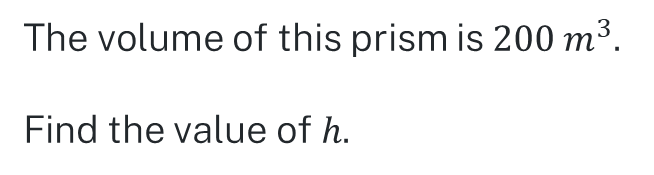 The volume of this prism is 200 m³.
Find the value of h.